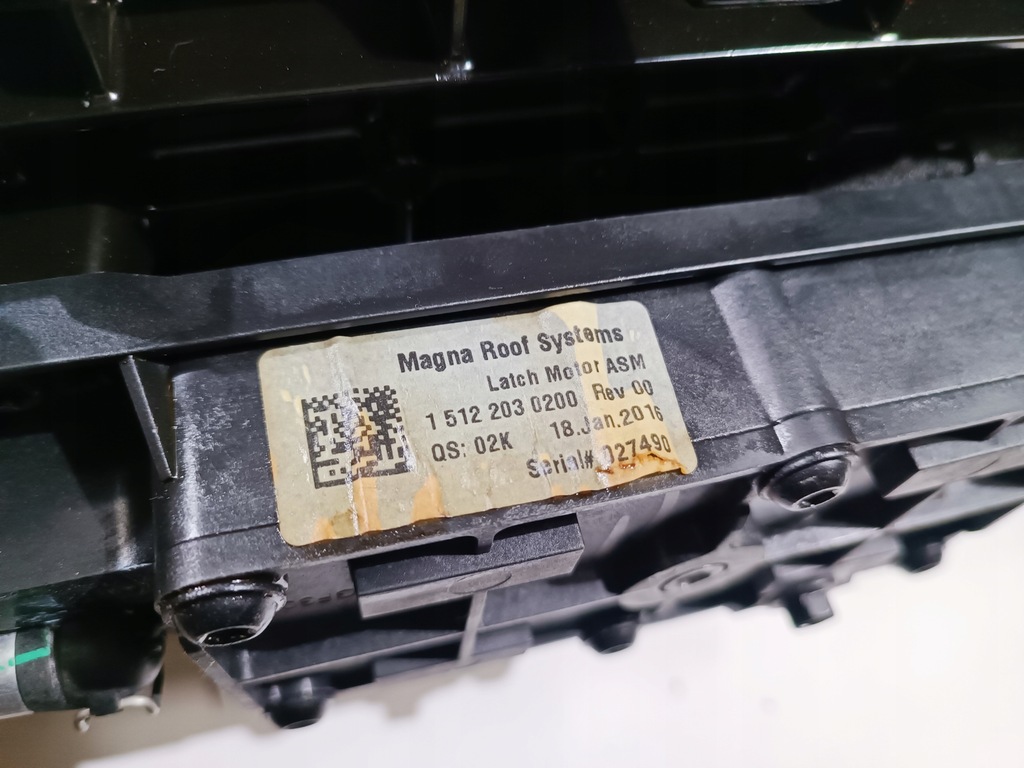 Magna Roof Systems
Latch Motor ASM
1 512 203 0200 Rev 00
QS: 02K 18.Jan.2016
Serial# 027490